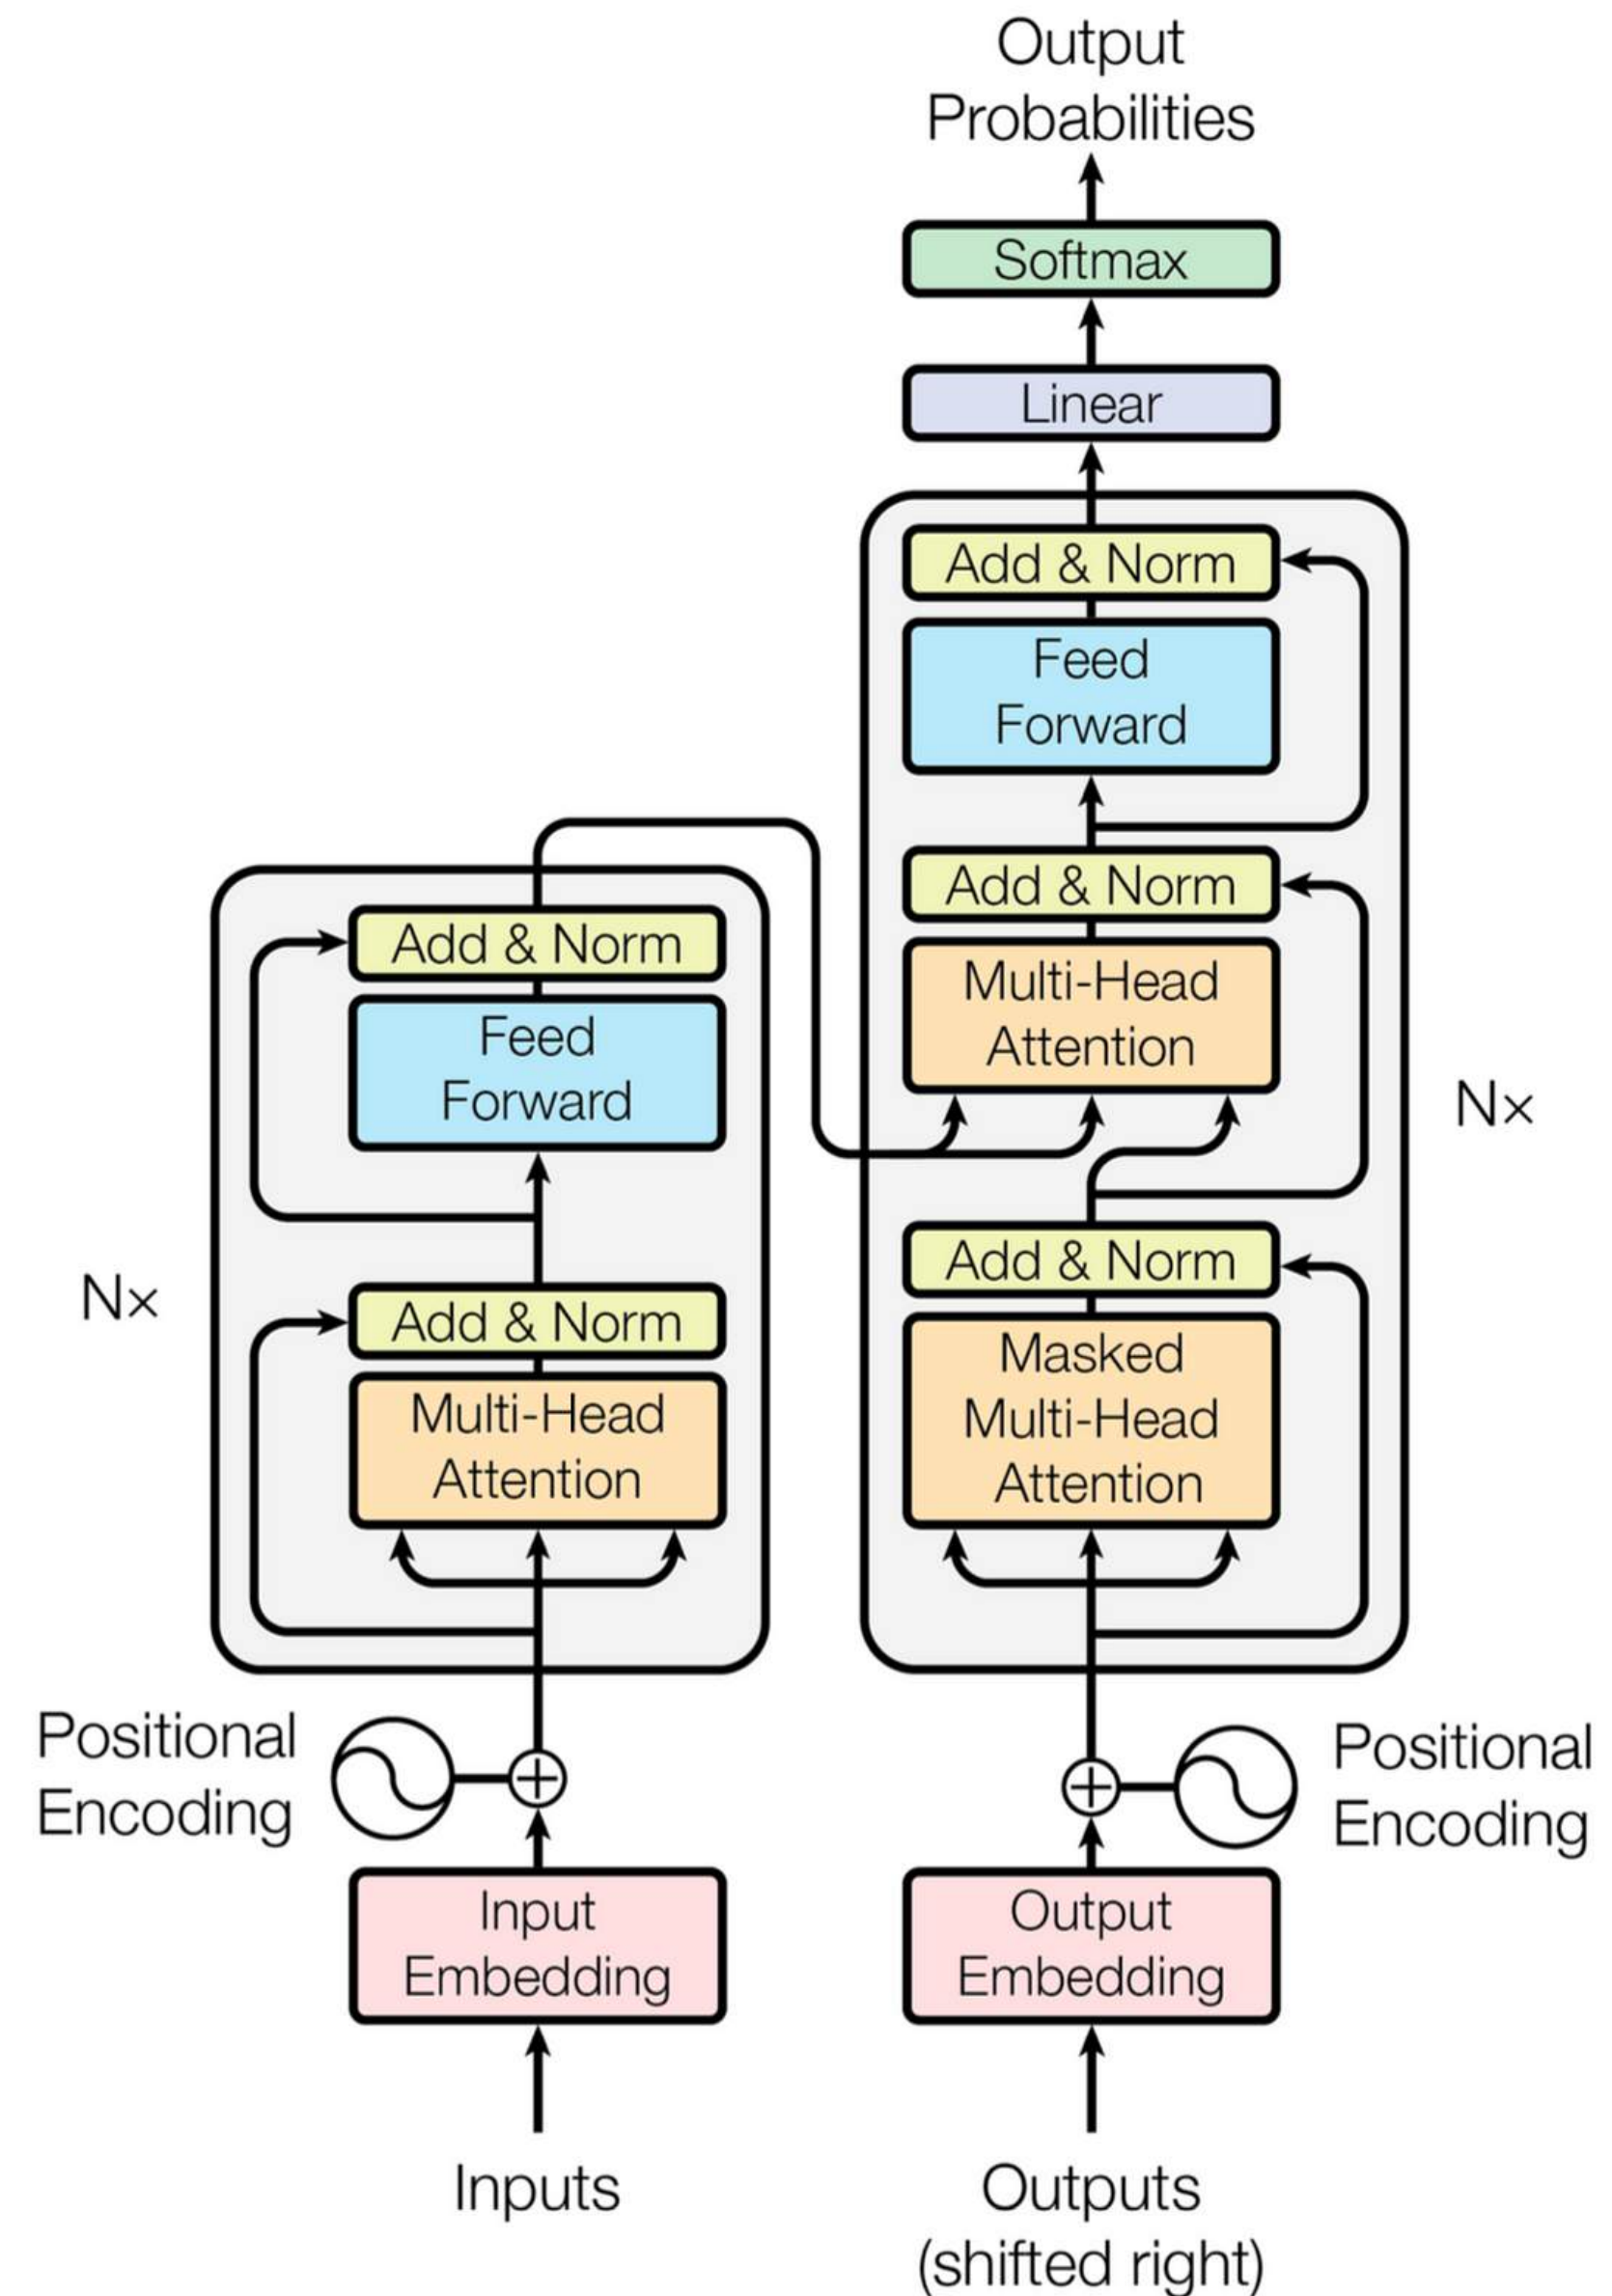 Output
Probabilities
Softmax
Linear
Add & Norm
Feed
Forward
Add & Norm
Multi-Head
Attention
Nx
Add & Norm
Masked
Multi-Head
Attention
Add & Norm
Feed
Forward
Nx
Add & Norm
Multi-Head
Attention
Positional
Encoding
Positional
Encoding
Input
Embedding
Output
Embedding
Inputs
Outputs
(shifted right)